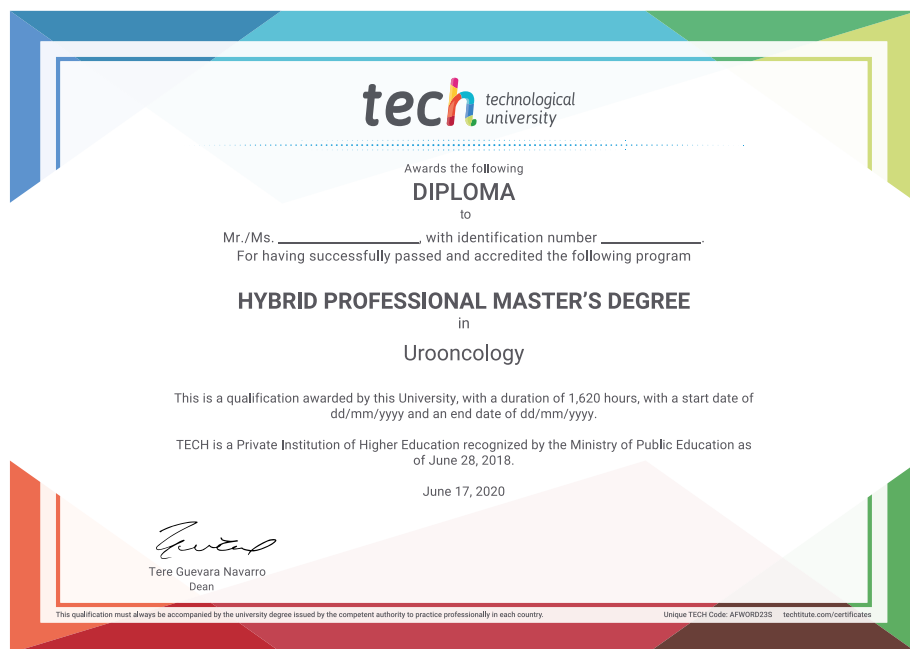 tech technological
university
Awards the following
DIPLOMA
to
Mr./Ms. ____________________, with identification number ______________.
For having successfully passed and accredited the following program
HYBRID PROFESSIONAL MASTER'S DEGREE
in
Urooncology
This is a qualification awarded by this University, with a duration of 1,620 hours, with a start date of
dd/mm/yyyy and an end date of dd/mm/yyyy.
TECH is a Private Institution of Higher Education recognized by the Ministry of Public Education as
of June 28, 2018.
June 17, 2020
Tere Guevara Navarro
Dean
This qualification must always be accompanied by the university degree issued by the competent authority to practice professionally in each country. Unique TECH Code: AFWORD23S techtitute.com/certificates